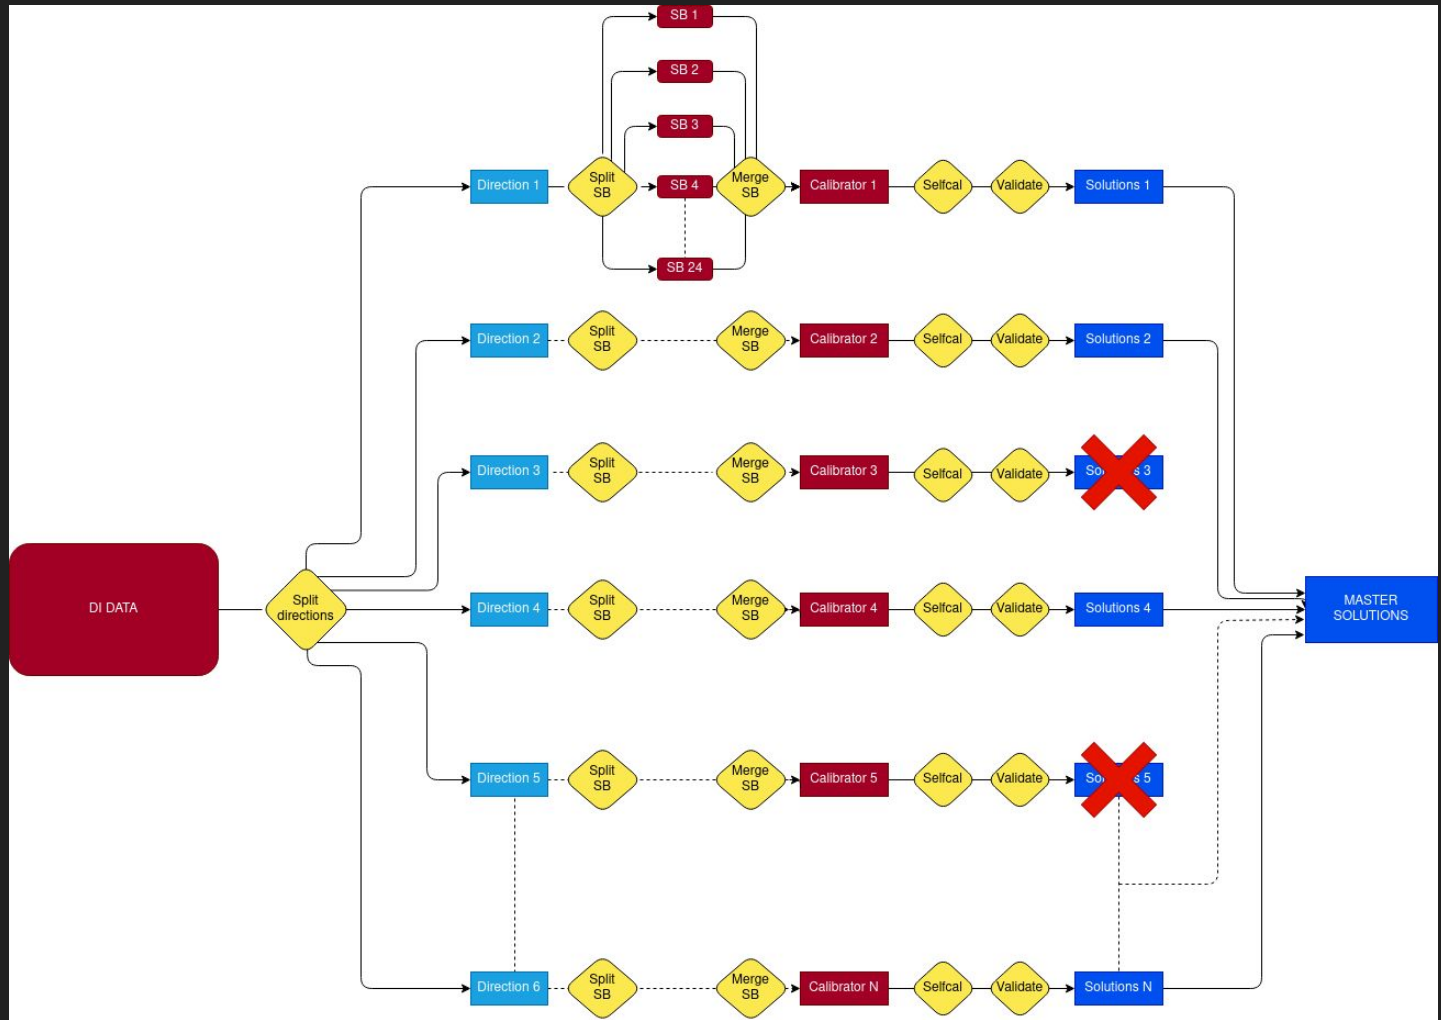 SB 1
SB 2
SB 3
Direction 1
Split
SB
SB 4
Merge
SB
Calibrator 1
Selfcal
Validate
Solutions 1
SB 24
Direction 2
Split
SB
Merge
SB
Calibrator 2
Selfcal
Validate
Solutions 2
Direction 3
Split
SB
Merge
SB
Calibrator 3
Selfcal
Validate
3
DI DATA
Split
directions
Direction 4
Split
SB
Merge
SB
Calibrator 4
Selfcal
Validate
Solutions 4
MASTER
SOLUTIONS
Direction 5
Split
SB
Merge
SB
Calibrator 5
Selfcal
Validate
5
Direction 6
Split
SB
Merge
SB
Calibrator N
Selfcal
Validate
Solutions N